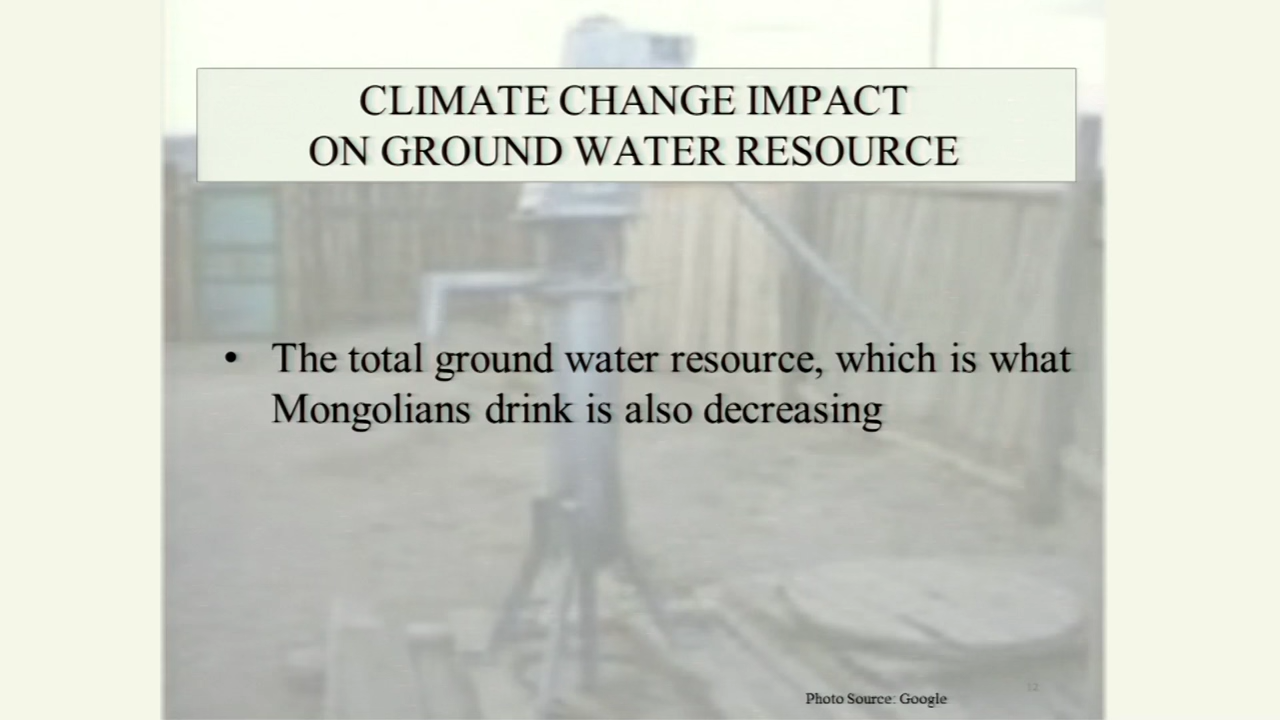 CLIMATE CHANGE IMPACT
ON GROUND WATER RESOURCE
• The total ground water resource, which is what
Mongolians drink is also decreasing
12
Photo Source: Google